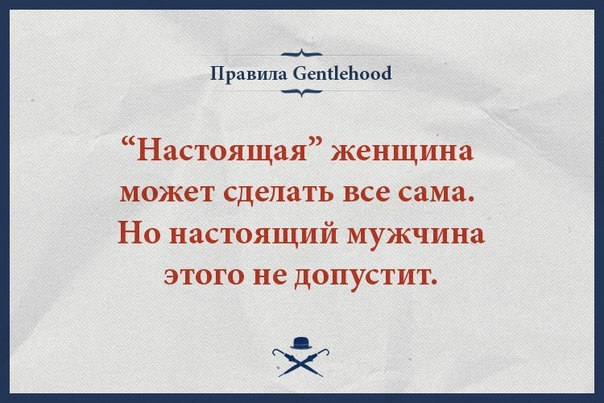 Правила Gentlehood
“Настоящая” женщина
может сделать все сама.
Но настоящий мужчина
этого не допустит.